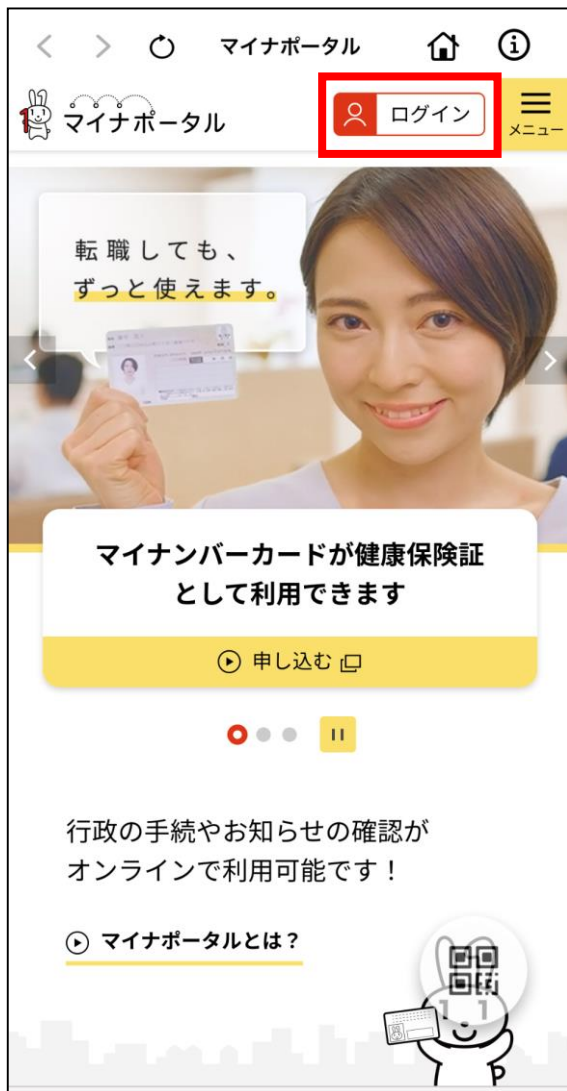 マイナポータル
マイナポータル
ログイン
メニュー
転職しても、
ずっと使えます。
マイナンバーカードが健康保険証
として利用できます
申し込む
行政の手続やお知らせの確認が
オンラインで利用可能です！
マイナポータルとは？
1 1
P